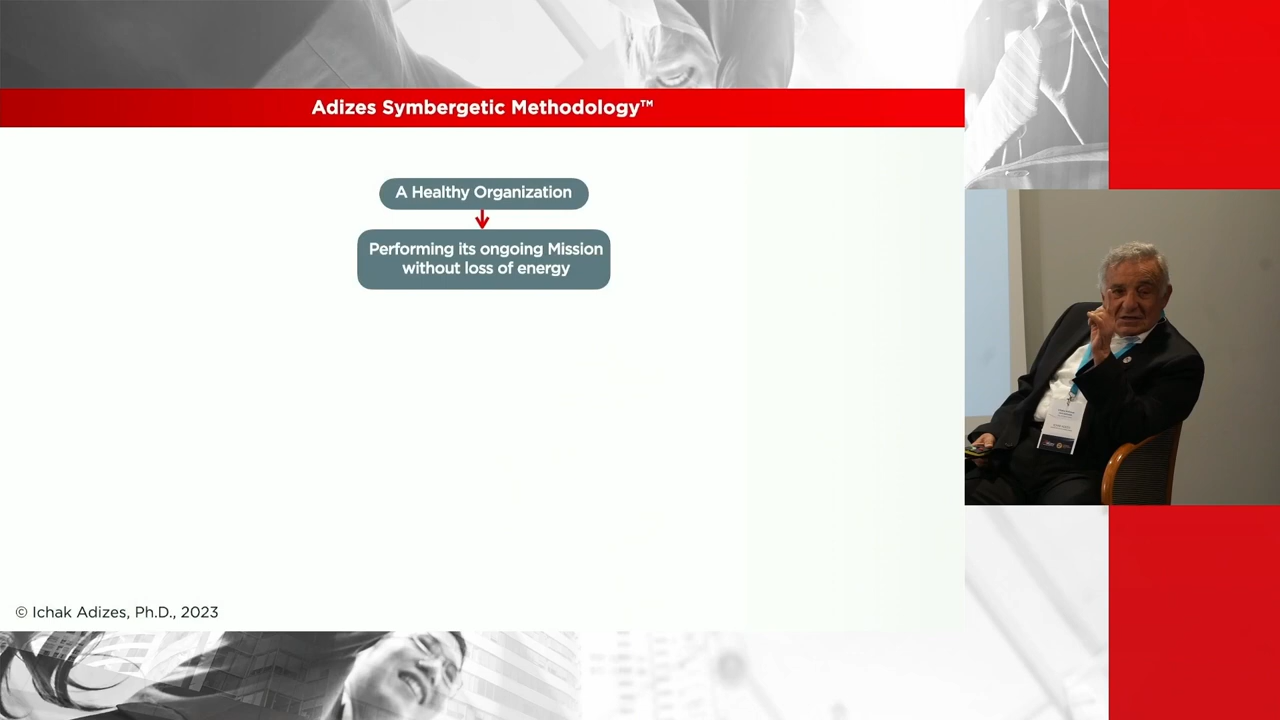 Adizes Symbergetic Methodology™
A Healthy Organization
Performing its ongoing Mission
without loss of energy
© Ichak Adizes, Ph.D., 2023